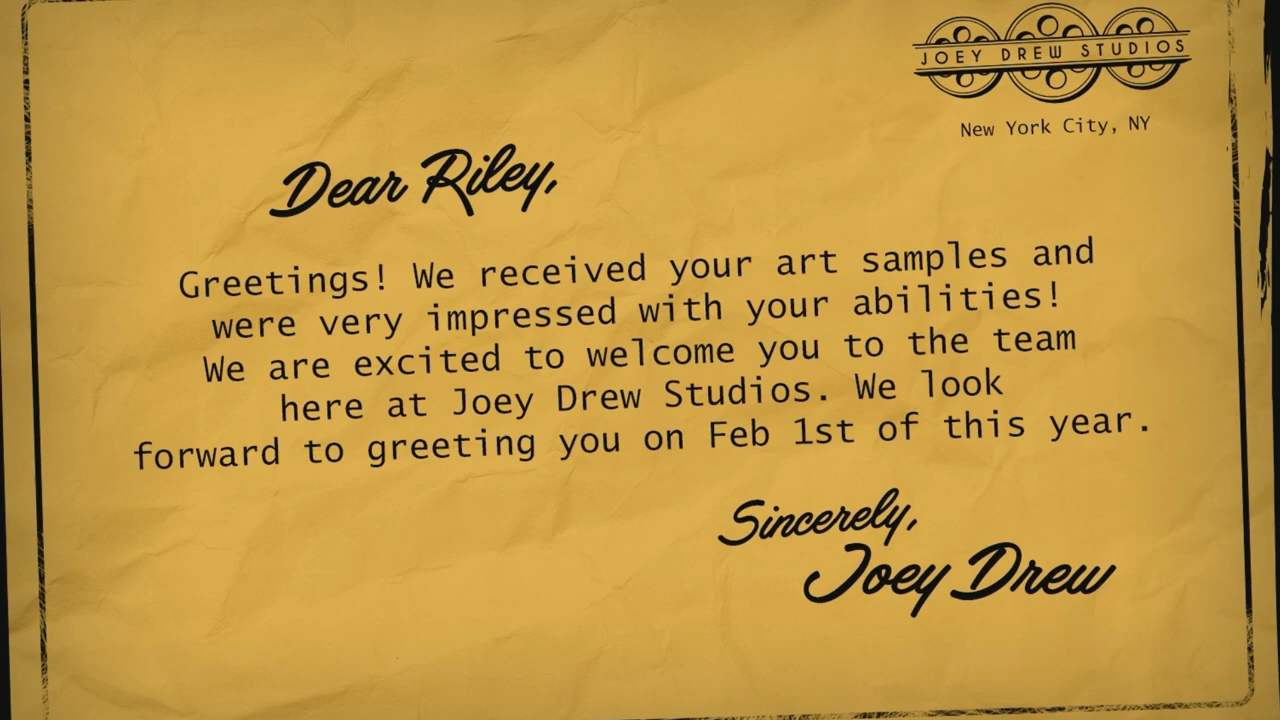 JOEY DREW STUDIOS
New York City, NY
Dear Riley,
Greetings! We received your art samples and
were very impressed with your abilities!
We are excited to welcome you to the team
here at Joey Drew Studios. We look
forward to greeting you on Feb 1st of this year.
Sincerely,
Joey Drew